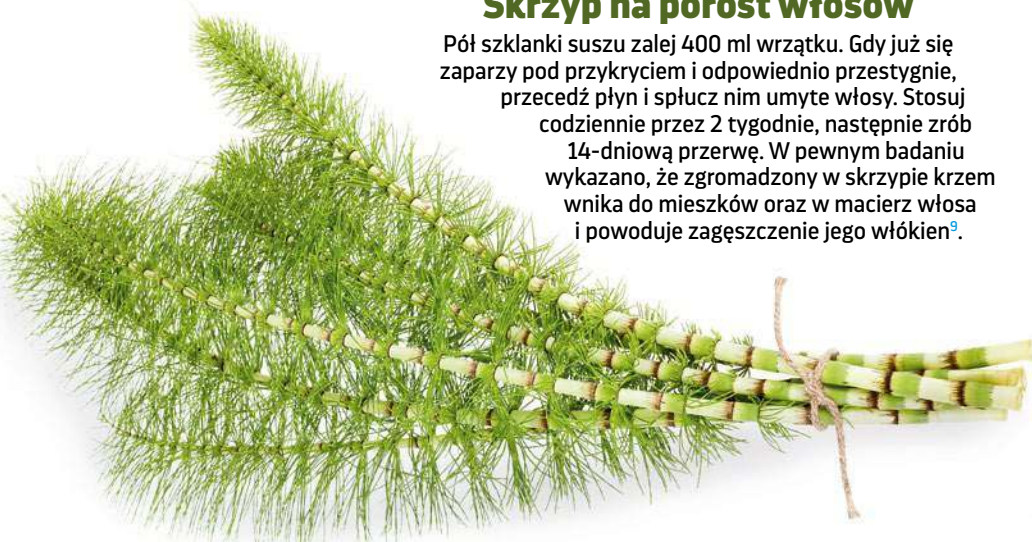 Skrzyp na porost włosów
Pół szklanki suszu zalej 400 ml wrzątku. Gdy już się
zaparzy pod przykryciem i odpowiednio przestygnie,
przecedź płyn i spłucz nim umyte włosy. Stosuj
codziennie przez 2 tygodnie, następnie zrób
14-dniową przerwę. W pewnym badaniu
wykazano, że zgromadzony w skrzypie krzem
wnika do mieszków oraz w macierz włosa
i powoduje zagęszczenie jego włókien⁹.